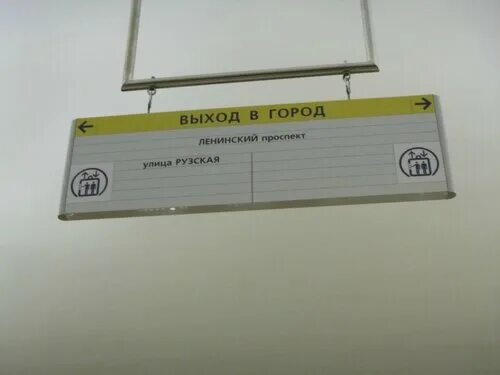 ВЫХОД В ГОРОД
ЛЕНИНСКИЙ проспект
улица РУЗСКАЯ